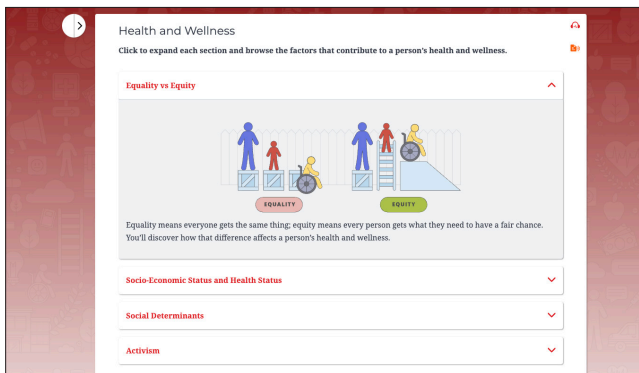 Health and Wellness
Click to expand each section and browse the factors that contribute to a person's health and wellness.
Equality vs Equity
EQUALITY
EQUITY
Equality means everyone gets the same thing; equity means every person gets what they need to have a fair chance.
You'll discover how that difference affects a person's health and wellness.
Socio-Economic Status and Health Status
Social Determinants
Activism